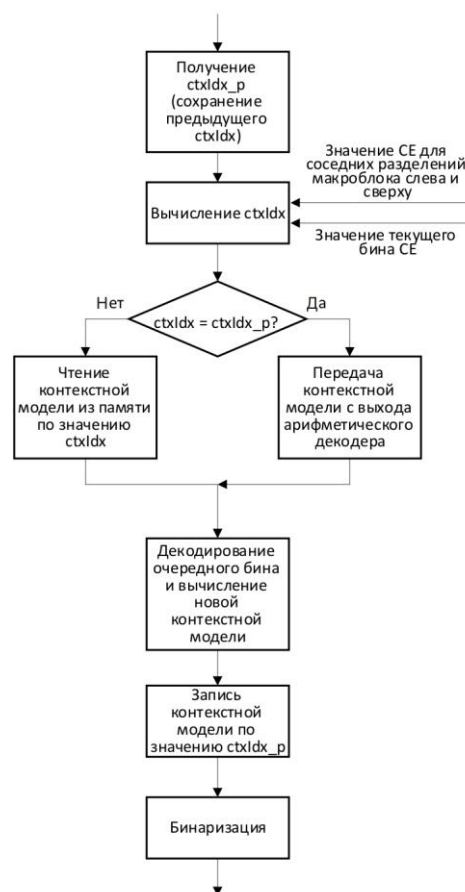 Получение
ctxIdx_p
(сохранение
предыдущего
ctxIdx)
Значение СЕ для
соседних разделений
макроблока слева и
сверху
Вычисление ctxIdx
Значение текущего
бина СЕ
Нет
Да
ctxIdx = ctxIdx_p?
Чтение
контекстной
модели из памяти
по значению
ctxIdx
Передача
контекстной
модели с выхода
арифметического
декодера
Декодирование
очередного бина
и вычисление
новой
контекстной
модели
Запись
контекстной
модели по
значению ctxIdx_p
Бинаризация